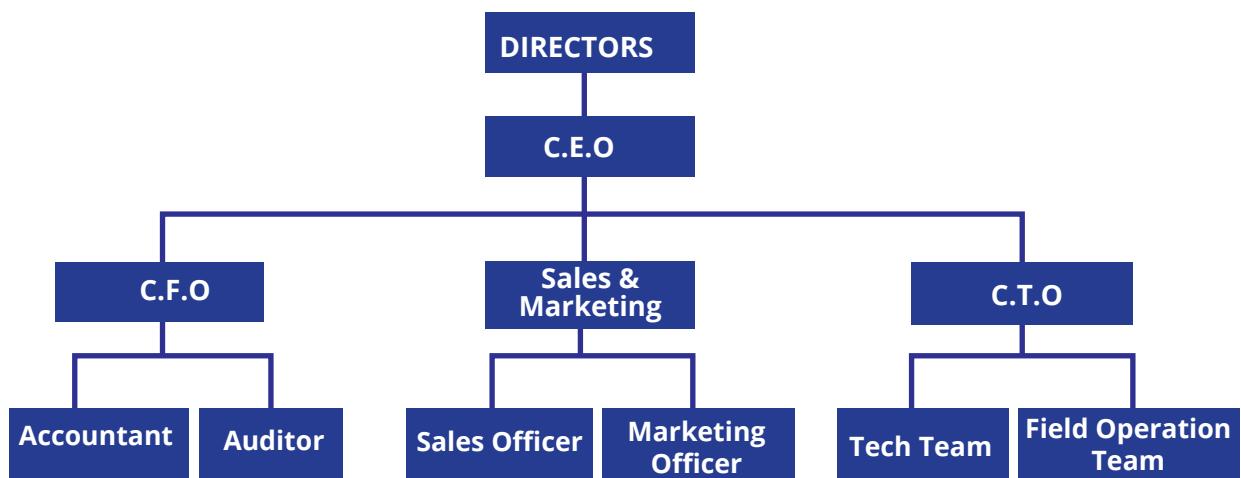 DIRECTORS
C.E.O
C.F.O
Sales &
Marketing
C.T.O
Accountant
Auditor
Sales Officer
Marketing
Officer
Tech Team
Field Operation
Team